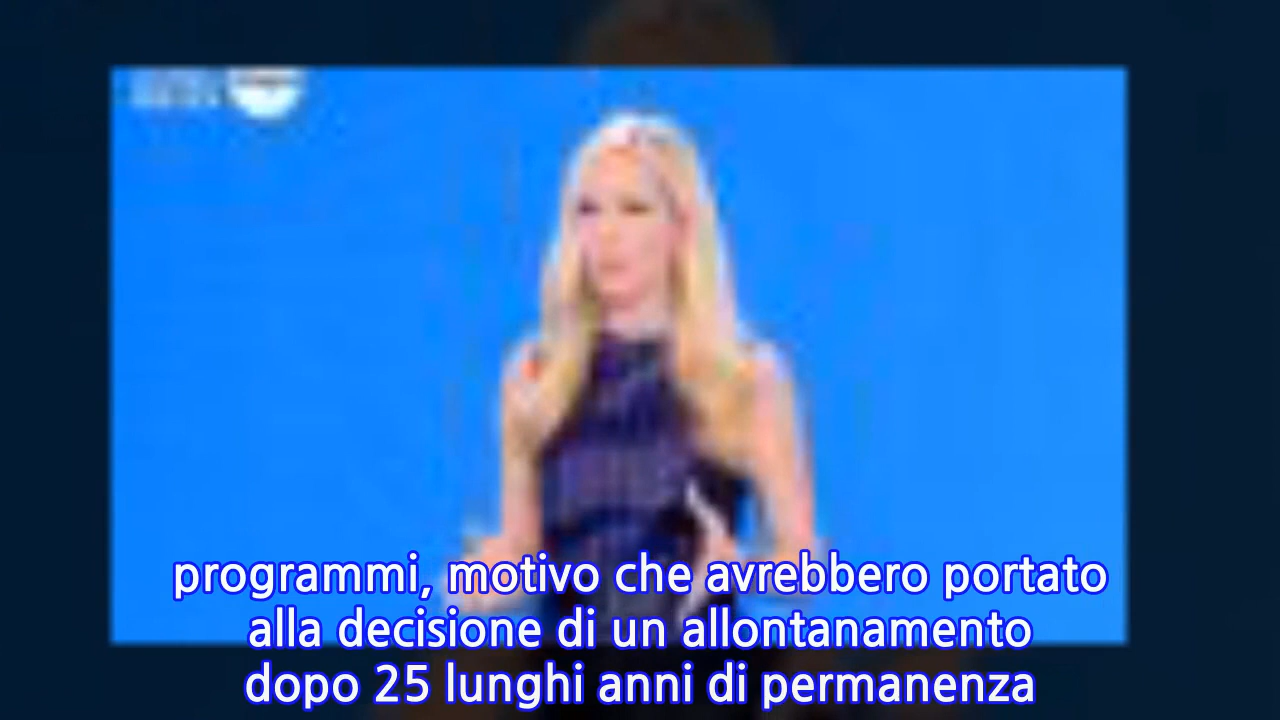 programmi, motivo che avrebbero portato
alla decisione di un allontanamento
dopo 25 lunghi anni di permanenza